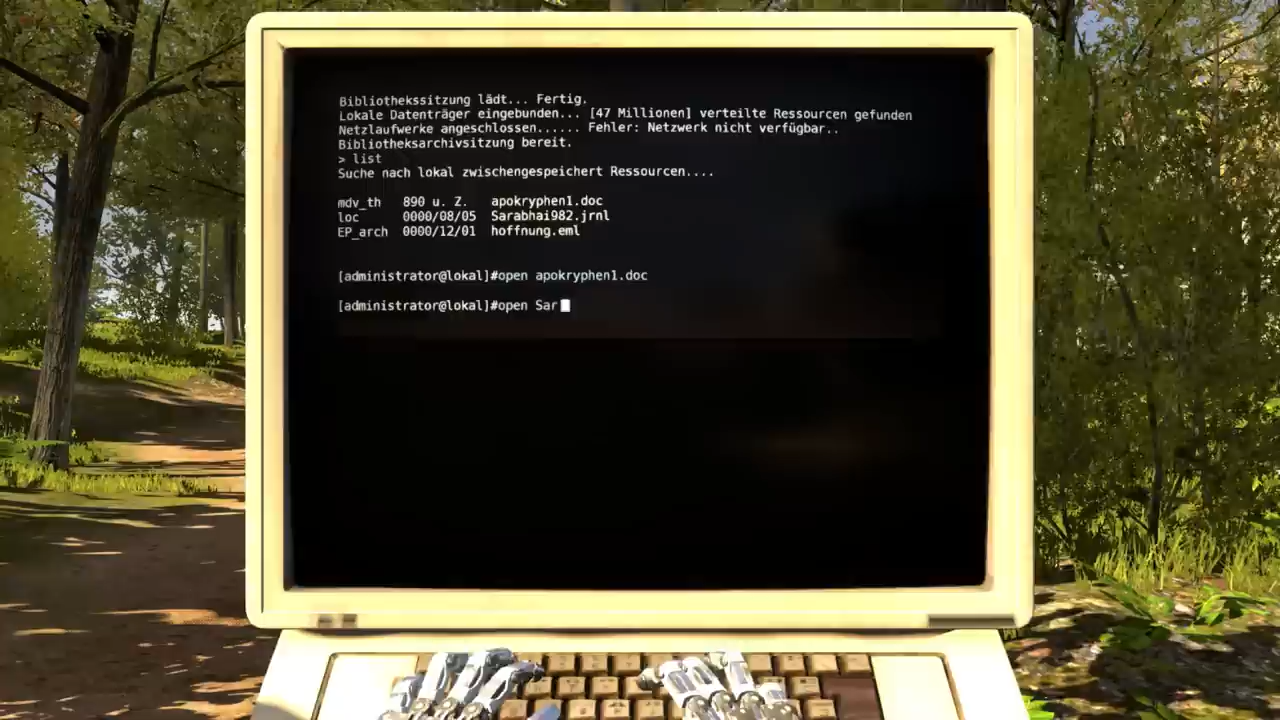 Bibliothekssitzung lädt... Fertig.
Lokale Datenträger eingebunden... [47 Millionen] verteilte Ressourcen gefunden
Netzlaufwerke angeschlossen...... Fehler: Netzwerk nicht verfügbar..
Bibliotheksarchivsitzung bereit.
> list
Suche nach lokal zwischengespeichert Ressourcen....
mdv_th 890 u. Z. apokryphen1.doc
loc 0000/08/05 Sarabhai982.jrnl
EP_arch 0000/12/01 hoffnung.eml
[administrator@lokal]#open apokryphen1.doc
[administrator@lokal]#open Sar